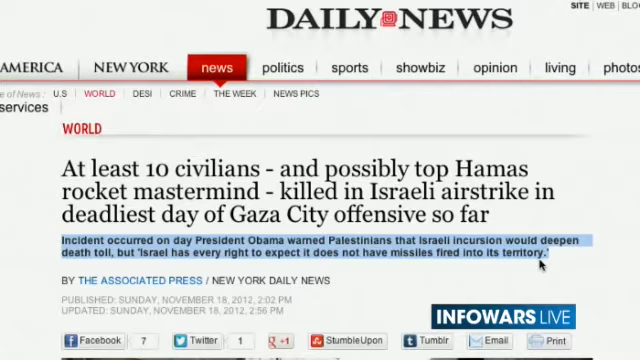 SITE | WEB | BLO
DAILY NEWS
AMERICA NEW YORK news politics sports showbiz opinion living photos
e of News: U.S WORLD DESI CRIME THE WEEK NEWS PICS
services
WORLD
At least 10 civilians - and possibly top Hamas
rocket mastermind - killed in Israeli airstrike in
deadliest day of Gaza City offensive so far
Incident occurred on day President Obama warned Palestinians that Israeli incursion would deepen
death toll, but 'Israel has every right to expect it does not have missiles fired into its territory.'
BY THE ASSOCIATED PRESS / NEW YORK DAILY NEWS
PUBLISHED: SUNDAY, NOVEMBER 18, 2012, 2:02 PM
UPDATED: SUNDAY, NOVEMBER 18, 2012, 2:56 PM
INFOWARS LIVE
Facebook 7 Twitter 1 +1 StumbleUpon Tumblr Email Print